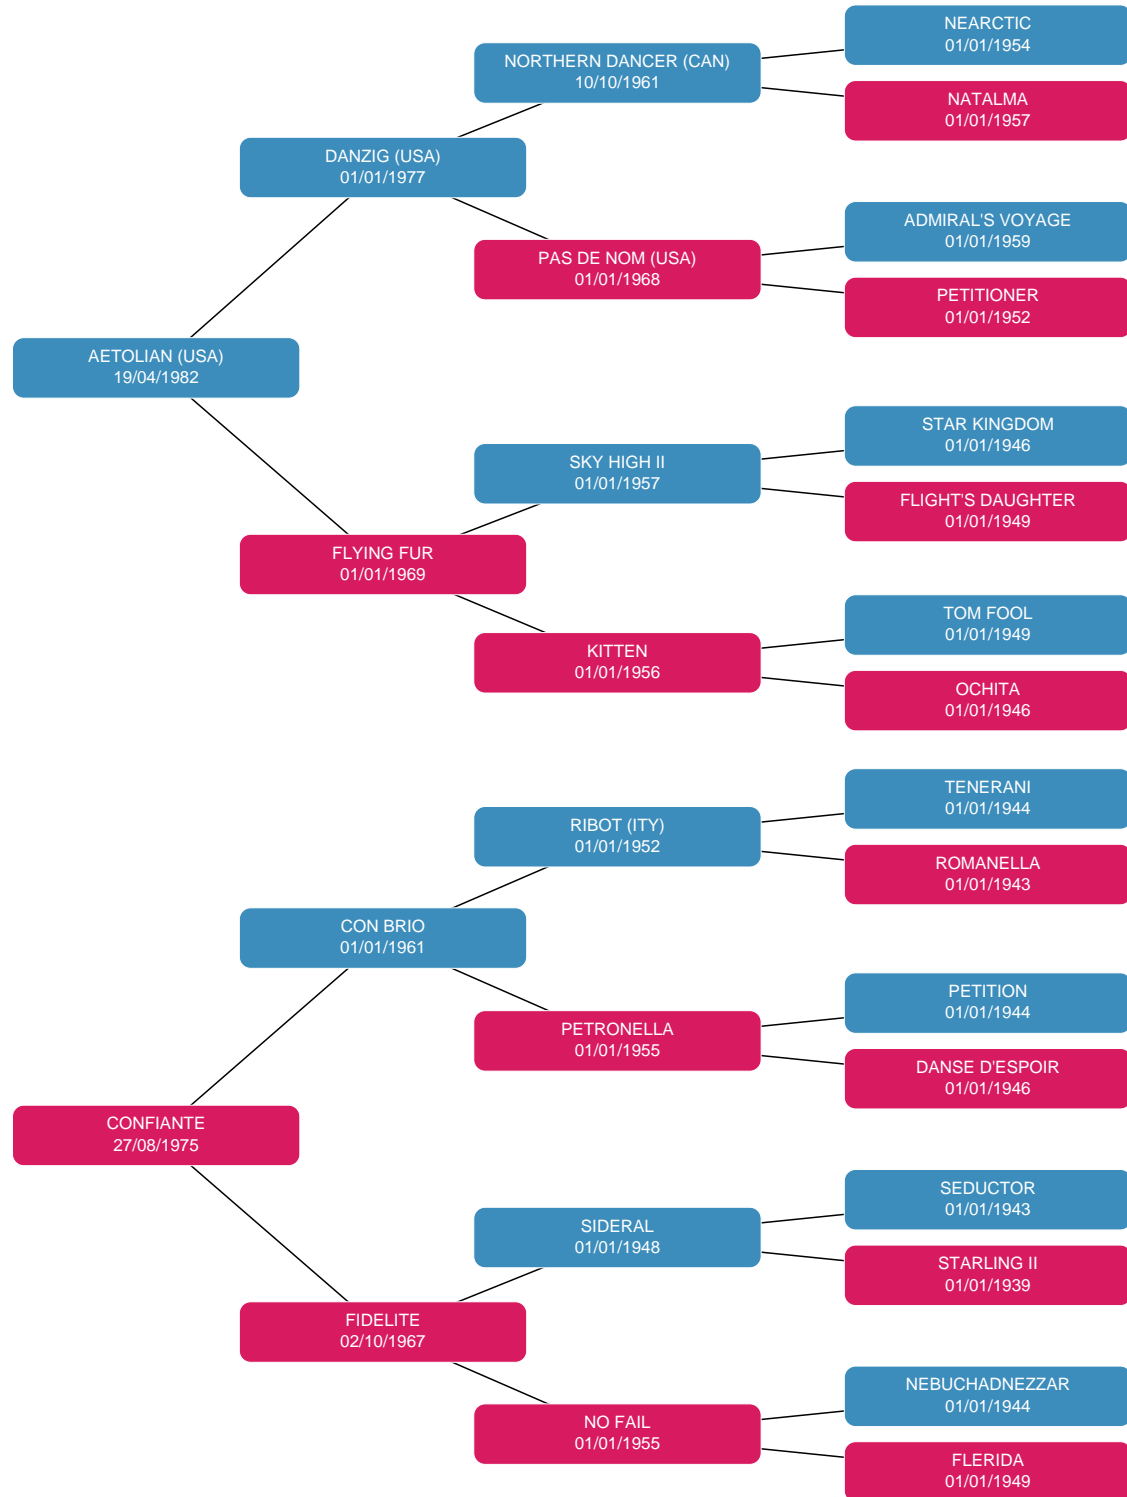 NEARCTIC
01/01/1954
NORTHERN DANCER (CAN)
10/10/1961
NATALMA
01/01/1957
DANZIG (USA)
01/01/1977
ADMIRAL'S VOYAGE
01/01/1959
PAS DE NOM (USA)
01/01/1968
PETITIONER
01/01/1952
AETOLIAN (USA)
19/04/1982
STAR KINGDOM
01/01/1946
SKY HIGH II
01/01/1957
FLIGHT'S DAUGHTER
01/01/1949
FLYING FUR
01/01/1969
TOM FOOL
01/01/1949
KITTEN
01/01/1956
OCHITA
01/01/1946
TENERANI
01/01/1944
RIBOT (ITY)
01/01/1952
ROMANELLA
01/01/1943
CON BRIO
01/01/1961
PETITION
01/01/1944
PETRONELLA
01/01/1955
DANSE D'ESPOIR
01/01/1946
CONFIANTE
27/08/1975
SEDUCTOR
01/01/1943
SIDERAL
01/01/1948
STARLING II
01/01/1939
FIDELITE
02/10/1967
NEBUCHADNEZZAR
01/01/1944
NO FAIL
01/01/1955
FLERIDA
01/01/1949